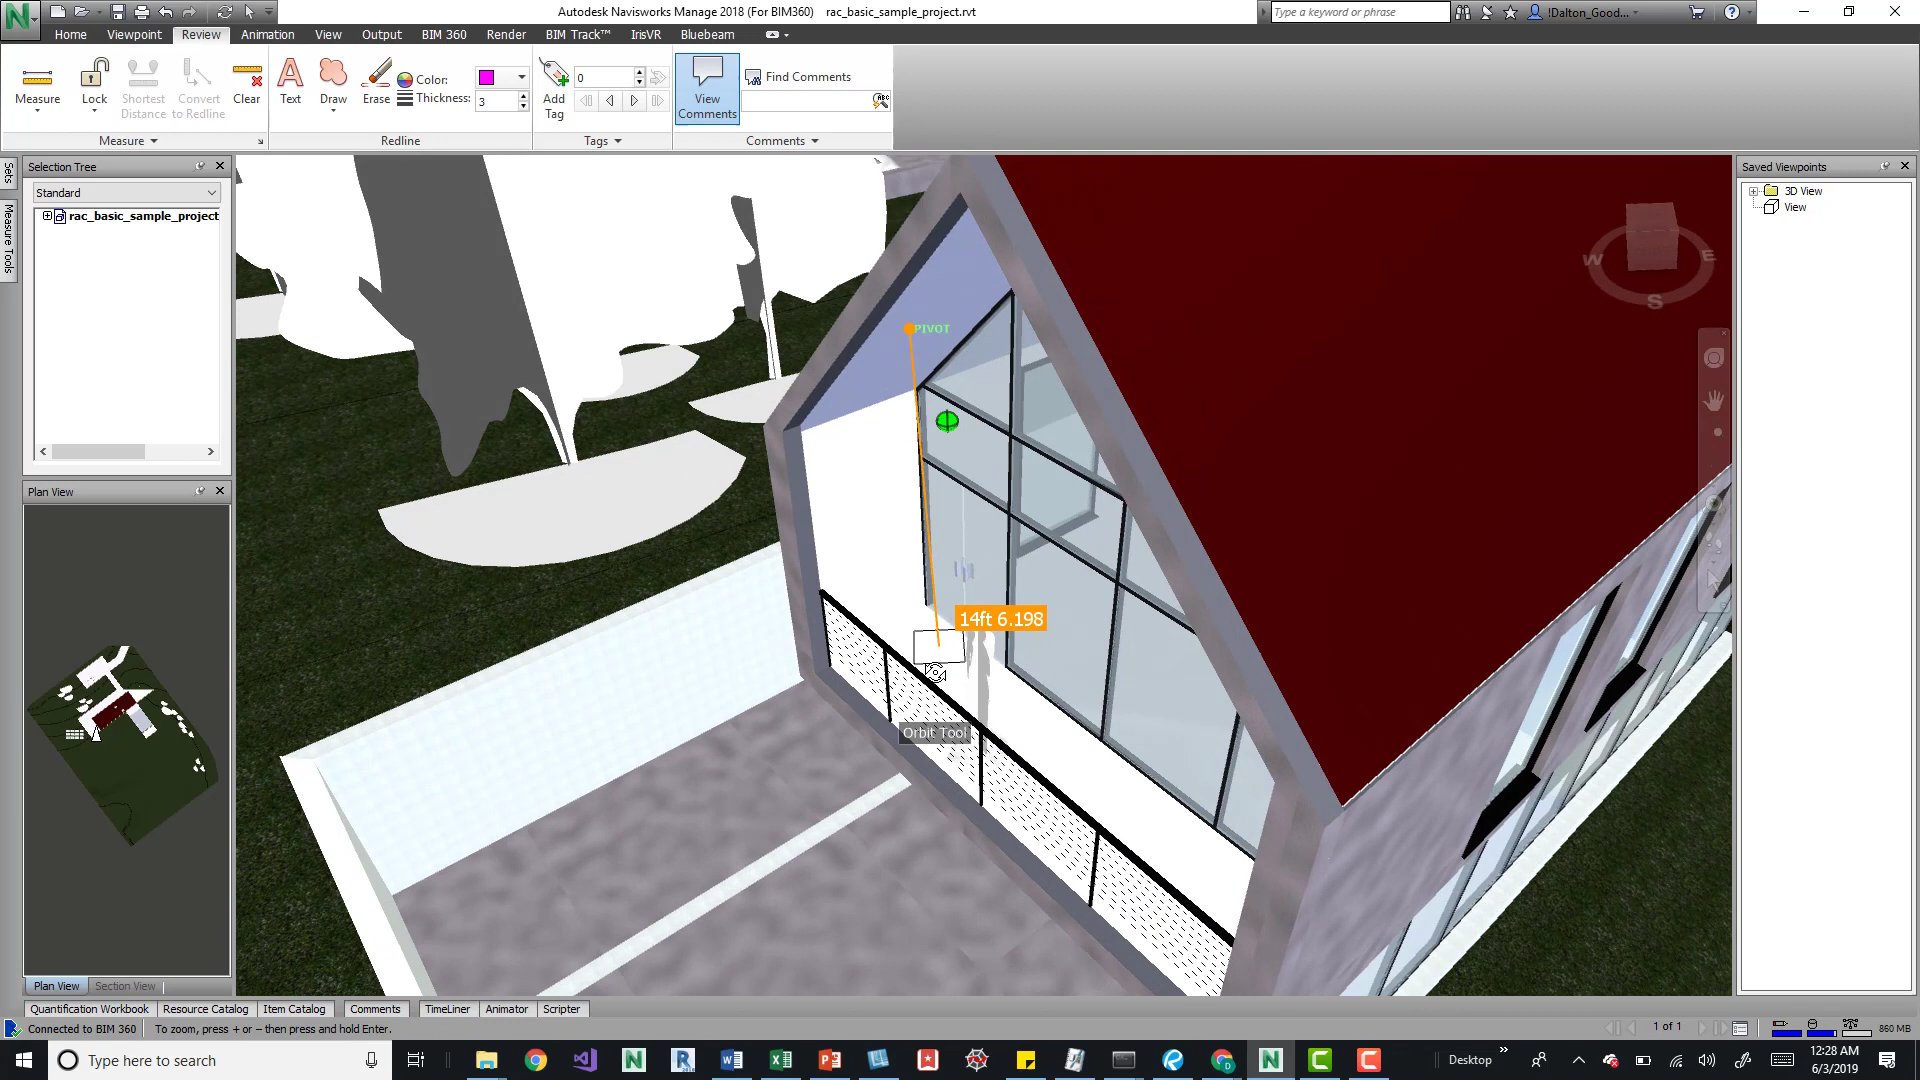 Autodesk Navisworks Manage 2018 (For BIM360) rac_basic_sample_project.rvt
Type a keyword or phrase
!Dalton_Good...
Home Viewpoint Review Animation View Output BIM 360 Render BIM Track™ IrisVR Bluebeam
Measure
Lock
Shortest
Distance
Convert
to Redline
Clear
Text
Draw
Erase
Color:
Thickness: 3
Add
Tag
0
View
Comments
Find Comments
Measure
Redline
Tags
Comments
Sets
Measure Tools
Selection Tree
Standard
rac_basic_sample_project
Plan View
Plan View
Section View
PIVOT
14ft 6.198
Orbit Tool
W
E
S
Saved Viewpoints
3D View
View
Quantification Workbook Resource Catalog Item Catalog Comments TimeLiner Animator Scripter
Connected to BIM 360
To zoom, press + or – then press and hold Enter.
1 of 1
860 MB
Type here to search
Desktop
12:28 AM
6/3/2019